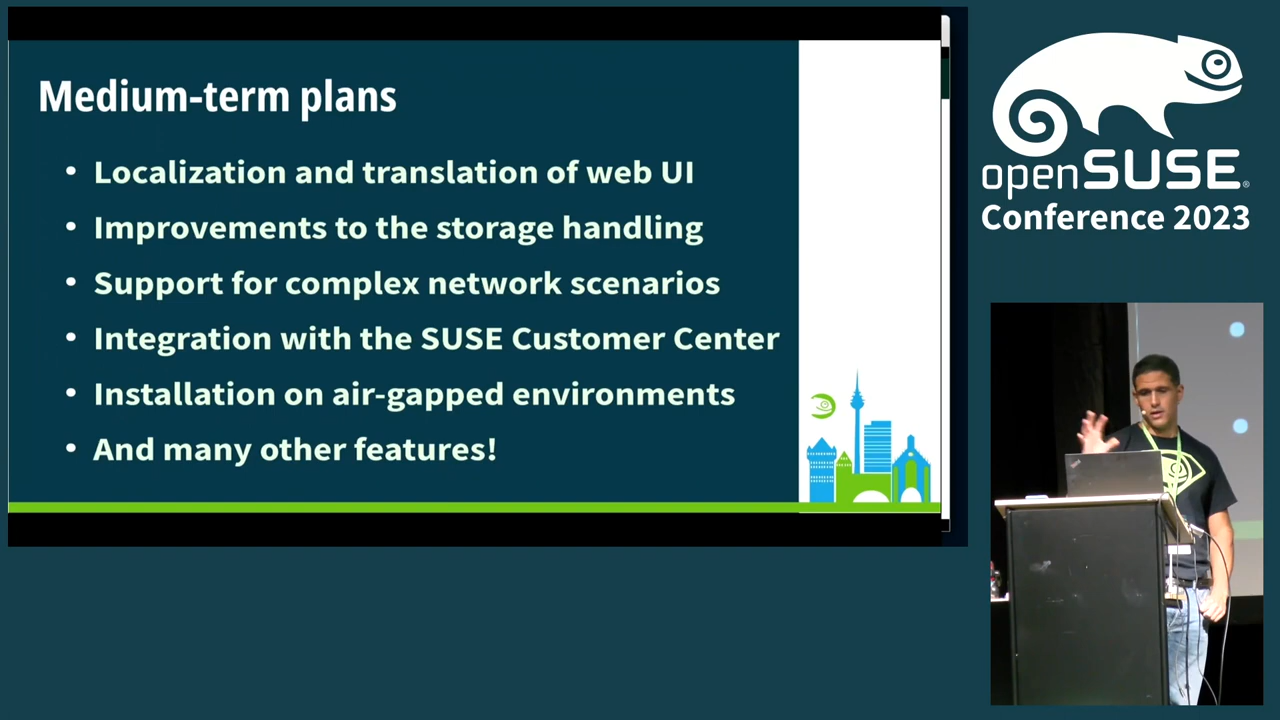 Medium-term plans
• Localization and translation of web UI
• Improvements to the storage handling
• Support for complex network scenarios
• Integration with the SUSE Customer Center
• Installation on air-gapped environments
• And many other features!
openSUSE®
Conference 2023